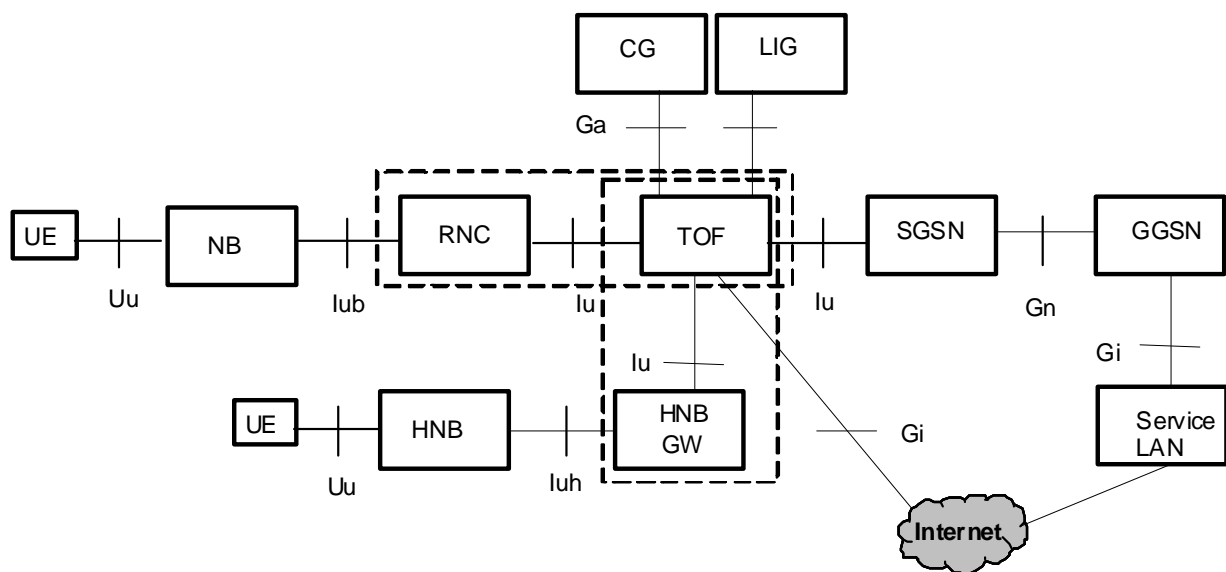 CG
LIG
Ga
UE
NB
RNC
TOF
SGSN
GGSN
Uu
Iub
Iu
Iu
Gn
Iu
Gi
UE
HNB
HNB
GW
Gi
Service
LAN
Uu
Iuh
Internet